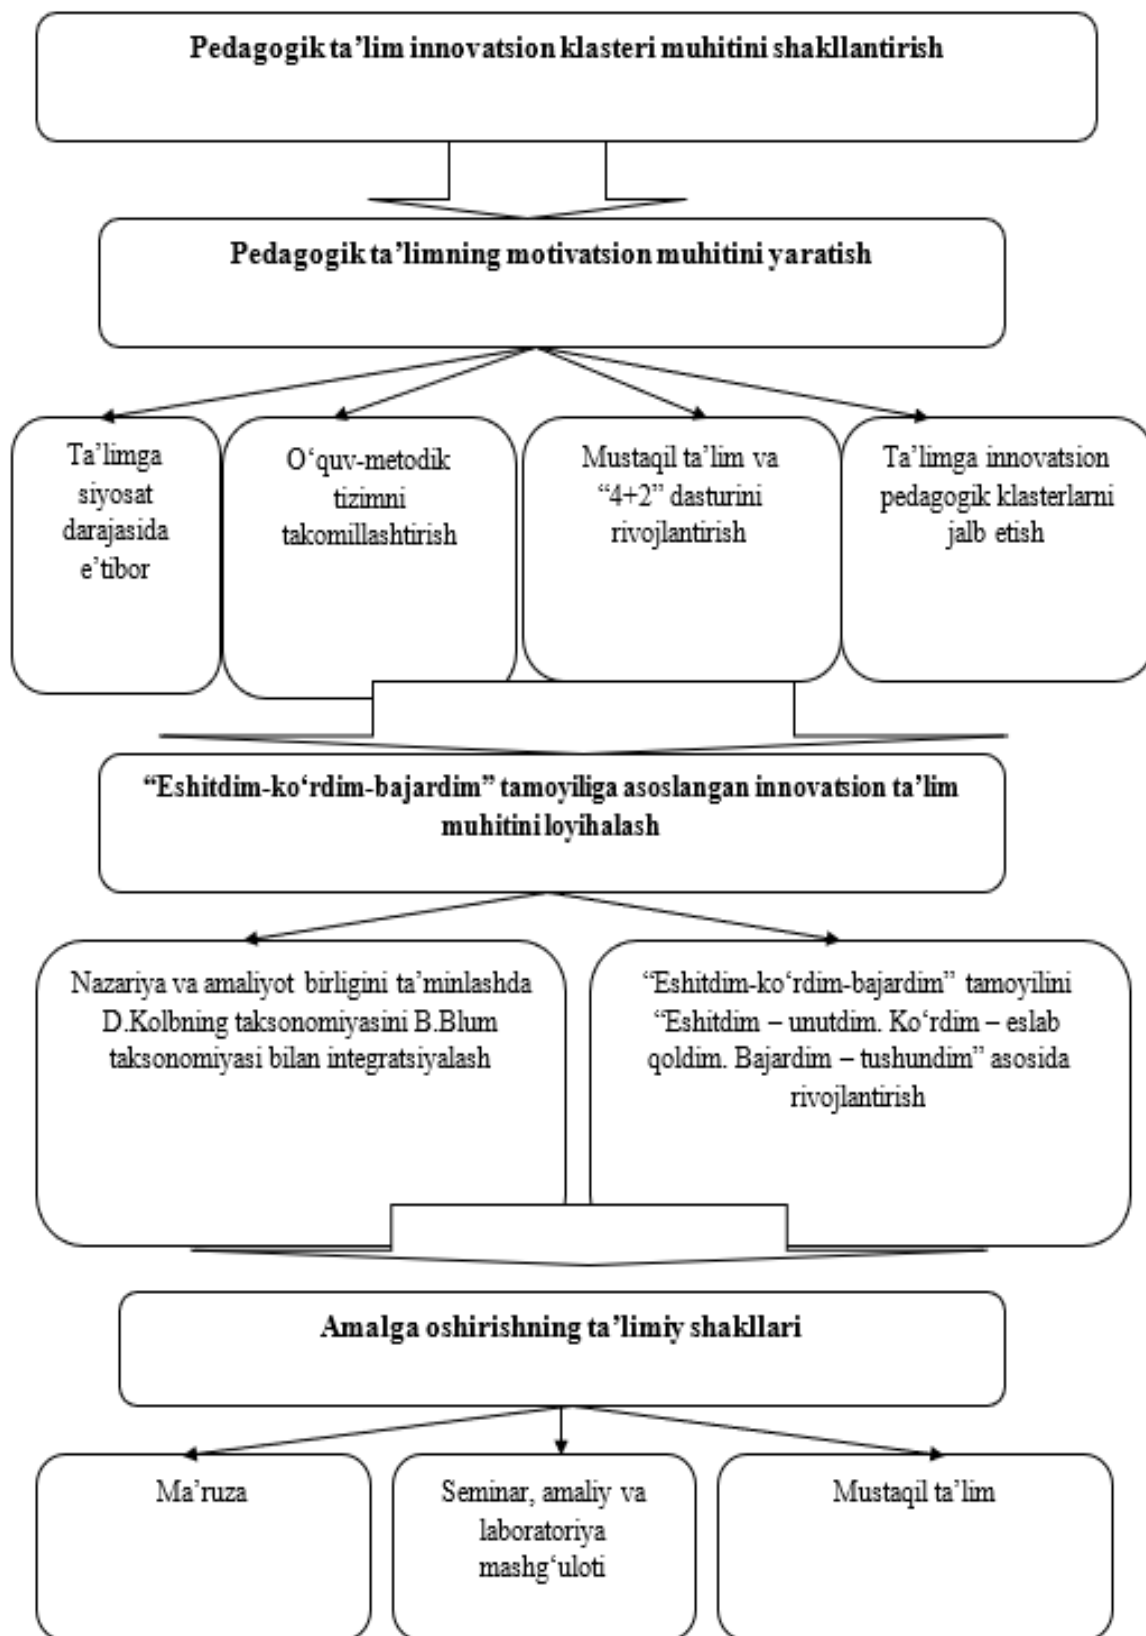 Pedagogik ta’lim innovatsion klasteri muhitini shakllantirish
Pedagogik ta’limning motivatsion muhitini yaratish
Ta’limga
siyosat
darajasida
e’tibor
O‘quv-metodik
tizimni
takomillashtirish
Mustaqil ta’lim va
“4+2” dasturini
rivojlantirish
Ta’limga innovatsion
pedagogik klasterlarni
jalb etish
“Eshitdim-ko‘rdim-bajardim” tamoyiliga asoslangan innovatsion ta’lim
muhitini loyihalash
Nazariya va amaliyot birligini ta’minlashda
D.Kolbning taksonomiyasini B.Blum
taksonomiyasi bilan integratsiyalash
“Eshitdim-ko‘rdim-bajardim” tamoyilini
“Eshitdim – unutdim. Ko‘rdim – eslab
qoldim. Bajardim – tushundim” asosida
rivojlantirish
Amalga oshirishning ta’limiy shakllari
Ma’ruza
Seminar, amaliy va
laboratoriya
mashg‘uloti
Mustaqil ta’lim